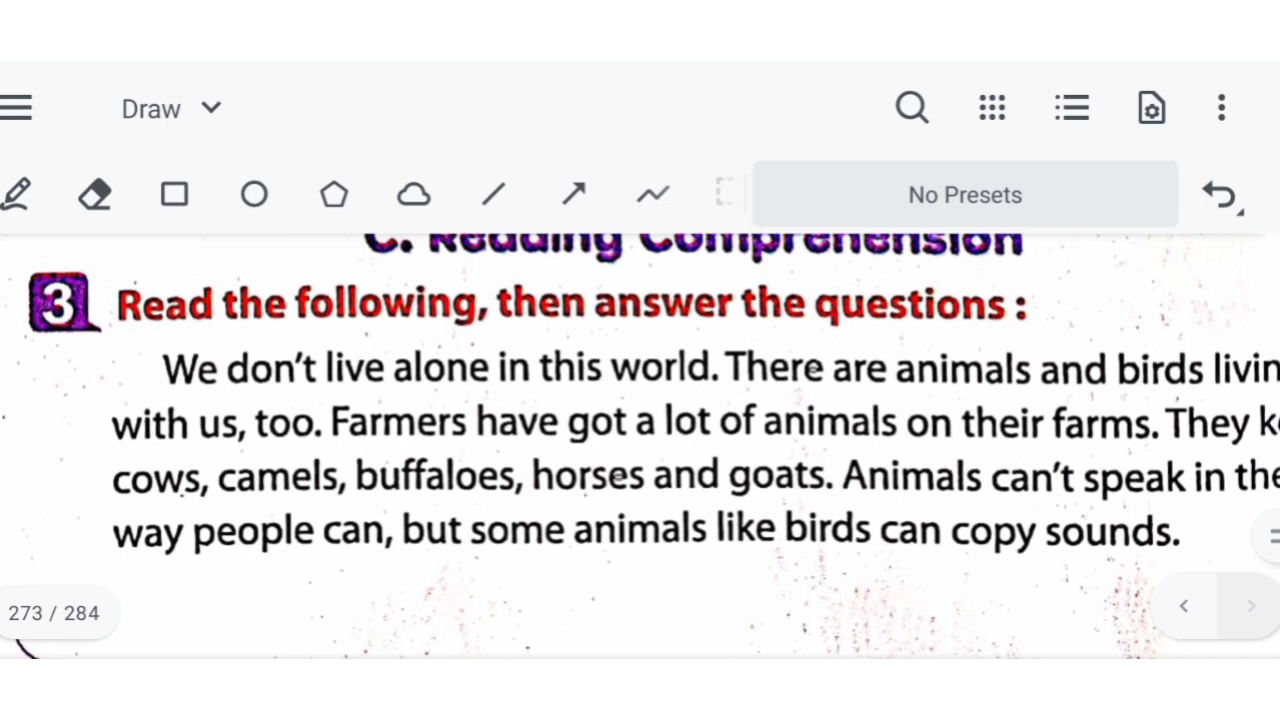 Draw
No Presets
C. Reading Comprehension
3 Read the following, then answer the questions :
We don't live alone in this world. There are animals and birds livin
with us, too. Farmers have got a lot of animals on their farms. They
cows, camels, buffaloes, horses and goats. Animals can't speak in the
way people can, but some animals like birds can copy sounds.
273 / 284